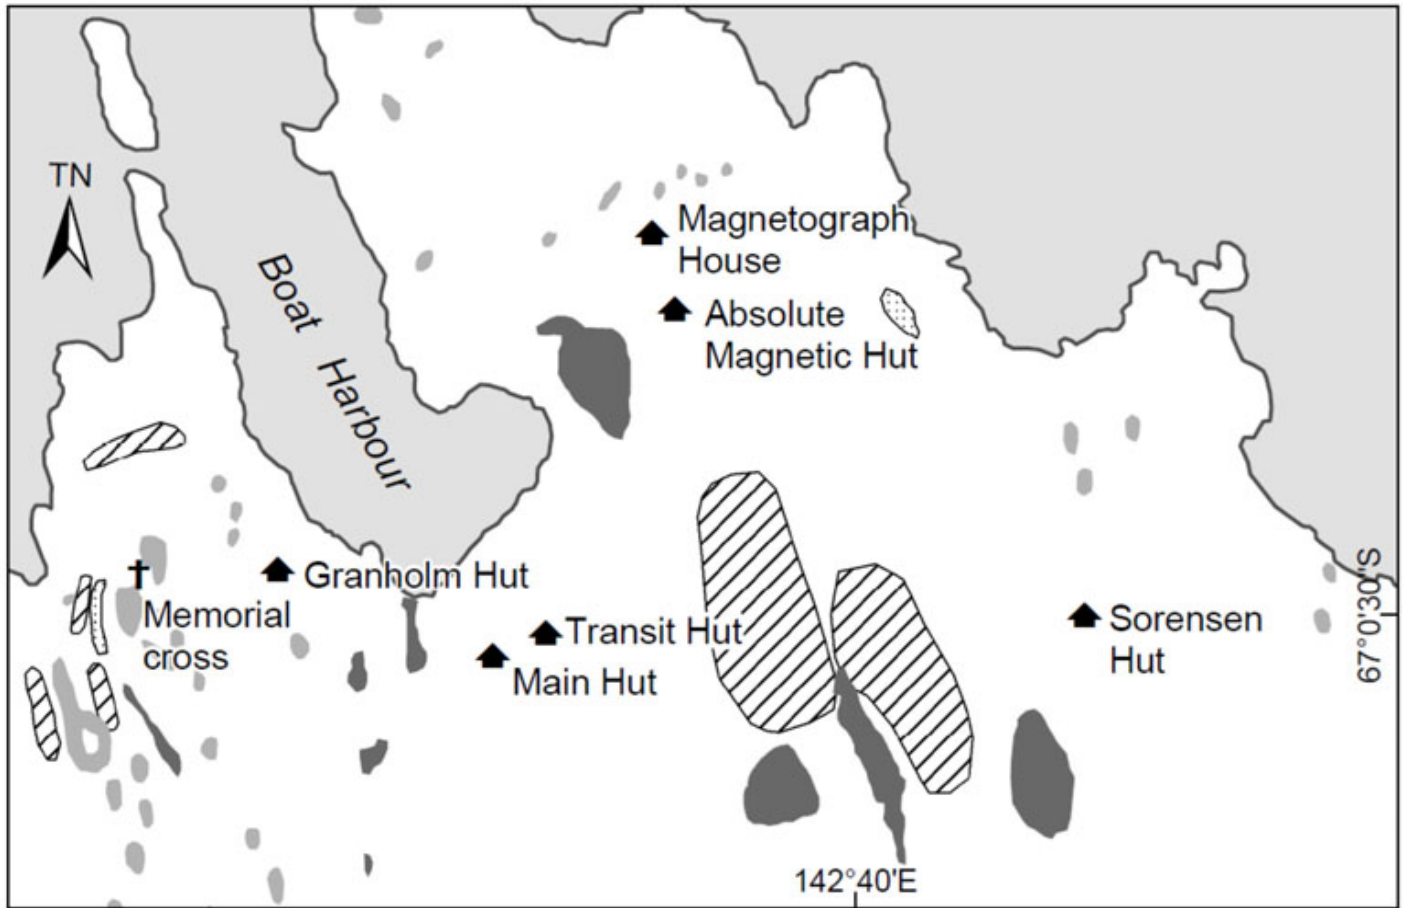 TN
Magnetograph
House
Boat Harbour
Absolute
Magnetic Hut
Granholm Hut
Memorial
cross
Transit Hut
Main Hut
Sorensen
Hut
67°0'30"S
142°40'E